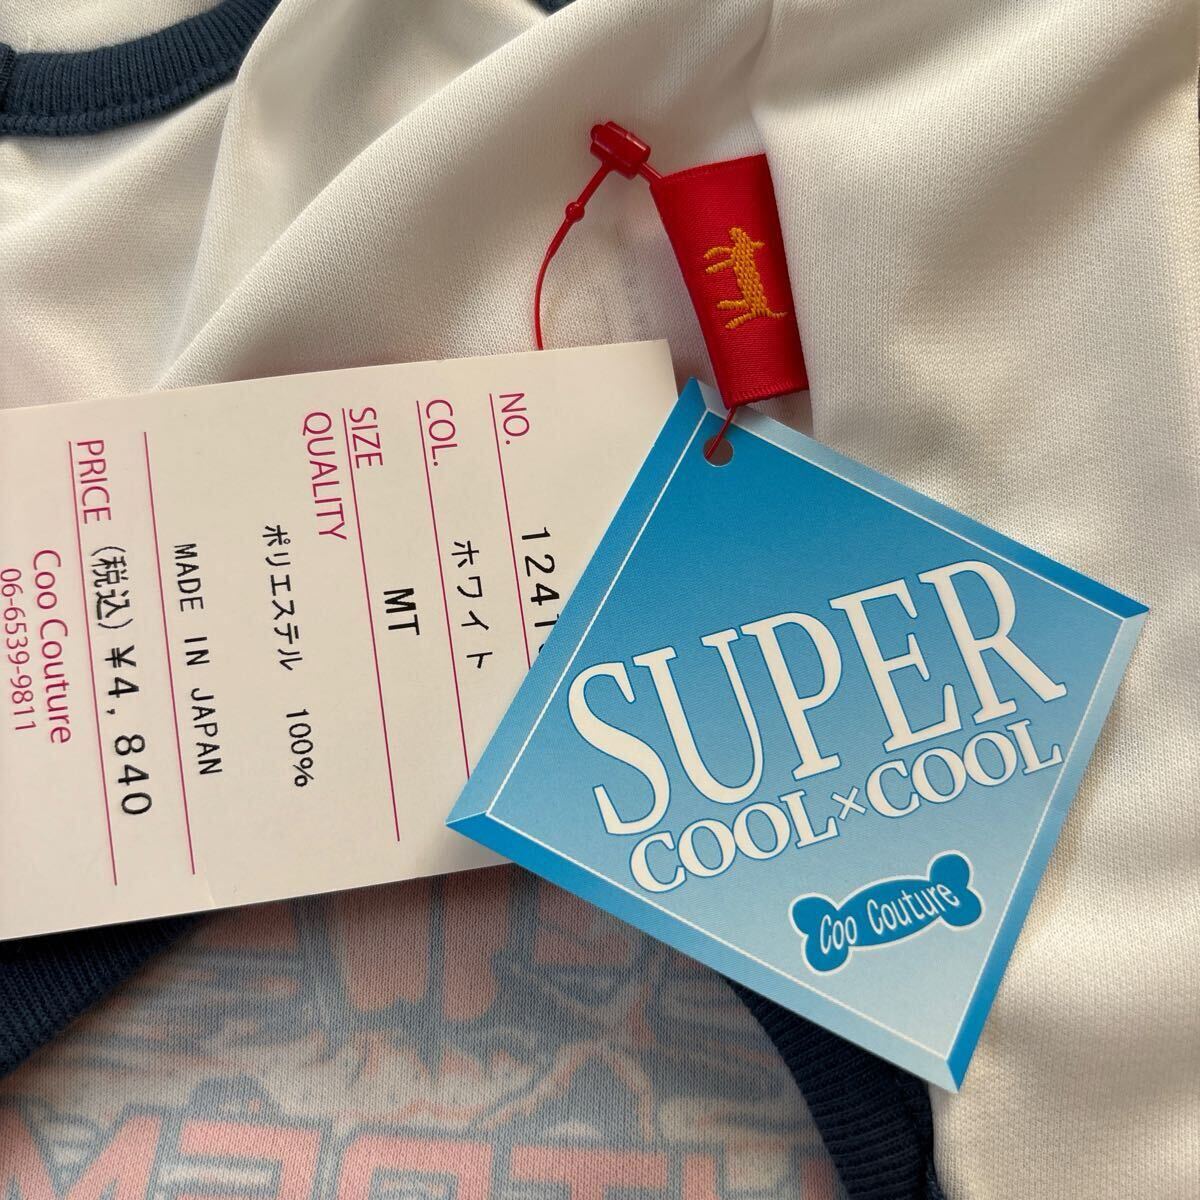 NO. 1241
COL. ホワイト
SIZE MT
QUALITY
ポリエステル 100%
MADE IN JAPAN
PRICE (税込) ¥4,840
Coo Couture
06-6539-9811
SUPER
COOL×COOL
Coo Couture